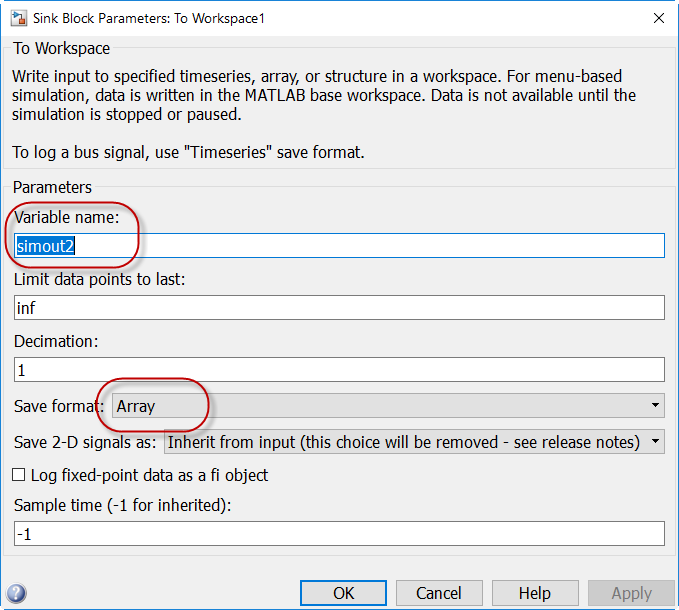 Sink Block Parameters: To Workspace1
To Workspace
Write input to specified timeseries, array, or structure in a workspace. For menu-based
simulation, data is written in the MATLAB base workspace. Data is not available until the
simulation is stopped or paused.
To log a bus signal, use "Timeseries" save format.
Parameters
Variable name:
simout2
Limit data points to last:
inf
Decimation:
1
Save format: Array
Save 2-D signals as: Inherit from input (this choice will be removed - see release notes)
Log fixed-point data as a fi object
Sample time (-1 for inherited):
-1
OK Cancel Help Apply